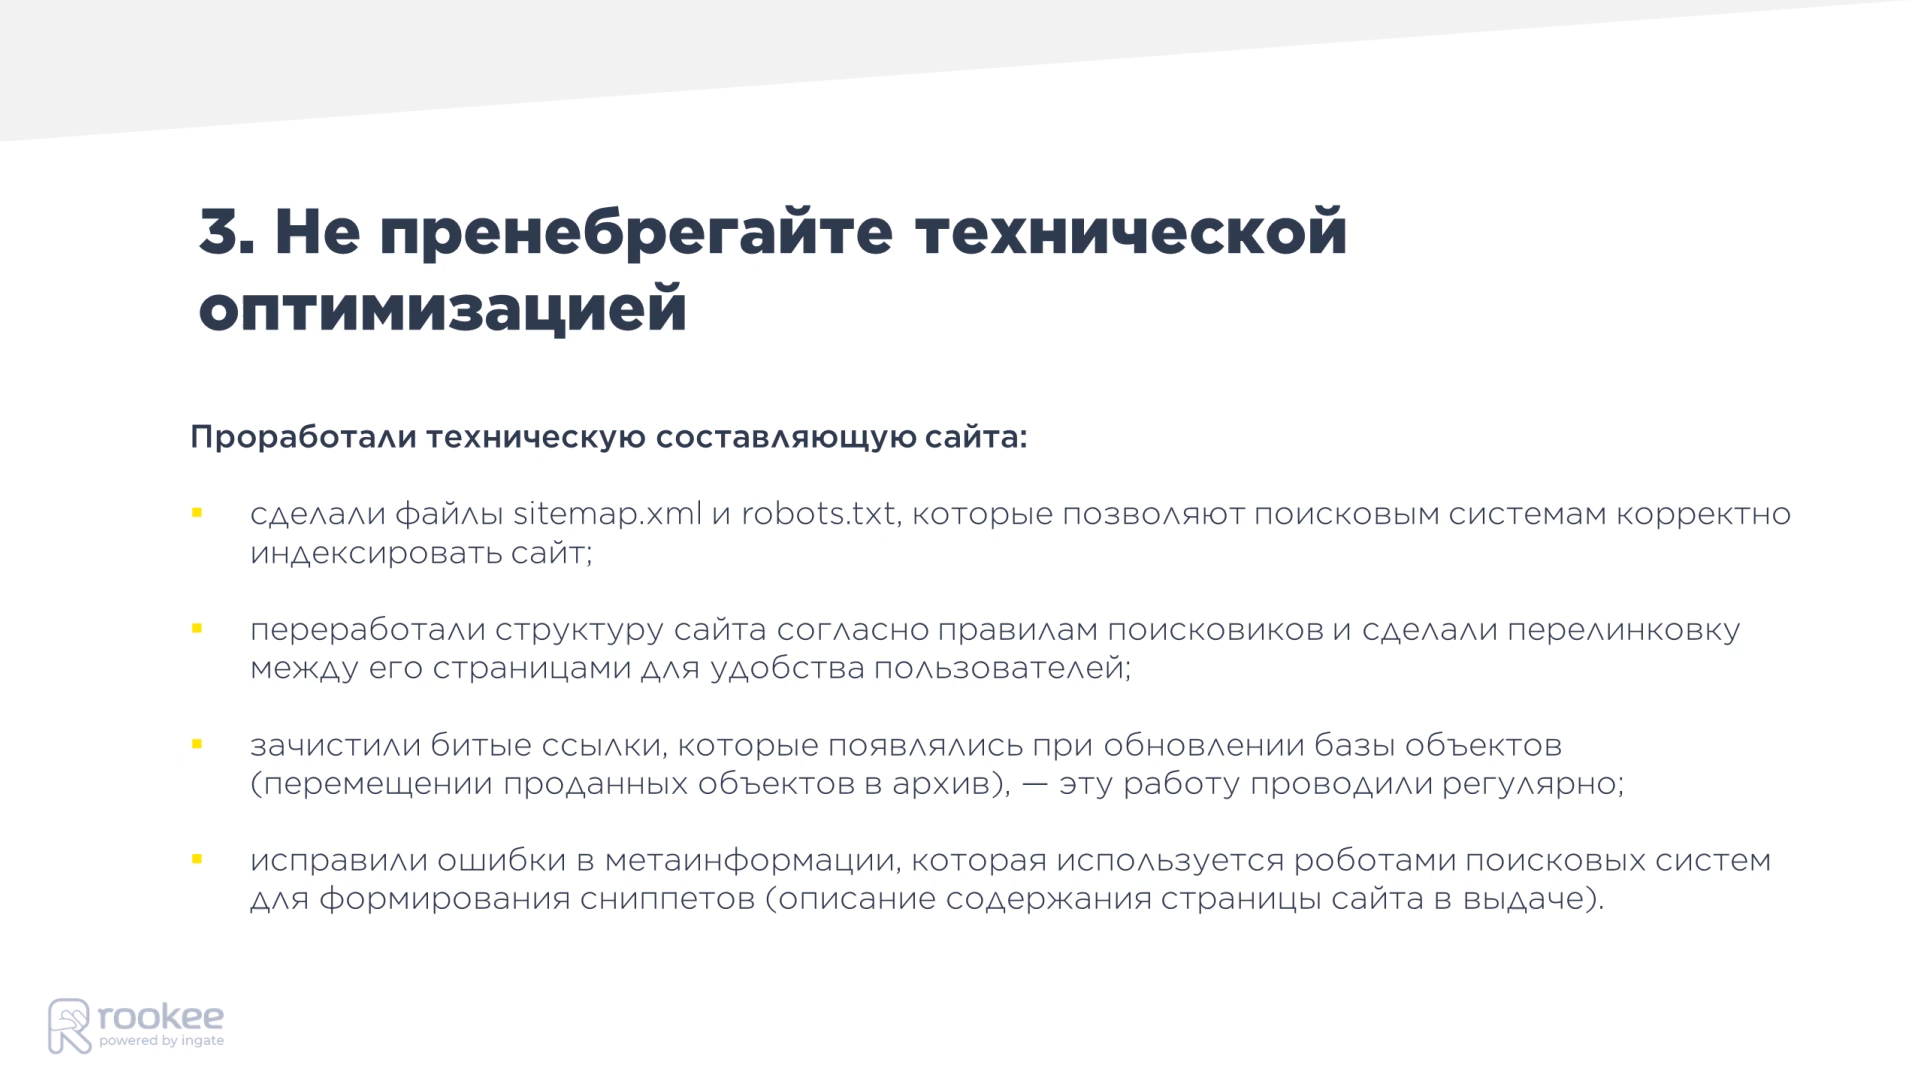 3. Не пренебрегайте технической
оптимизацией
Проработали техническую составляющую сайта:
сделали файлы sitemap.xml и robots.txt, которые позволяют поисковым системам корректно
индексировать сайт;
переработали структуру сайта согласно правилам поисковиков и сделали перелинковку
между его страницами для удобства пользователей;
зачистили битые ссылки, которые появлялись при обновлении базы объектов
(перемещении проданных объектов в архив), — эту работу проводили регулярно;
исправили ошибки в метаинформации, которая используется роботами поисковых систем
для формирования сниппетов (описание содержания страницы сайта в выдаче).
rookee
powered by ingate